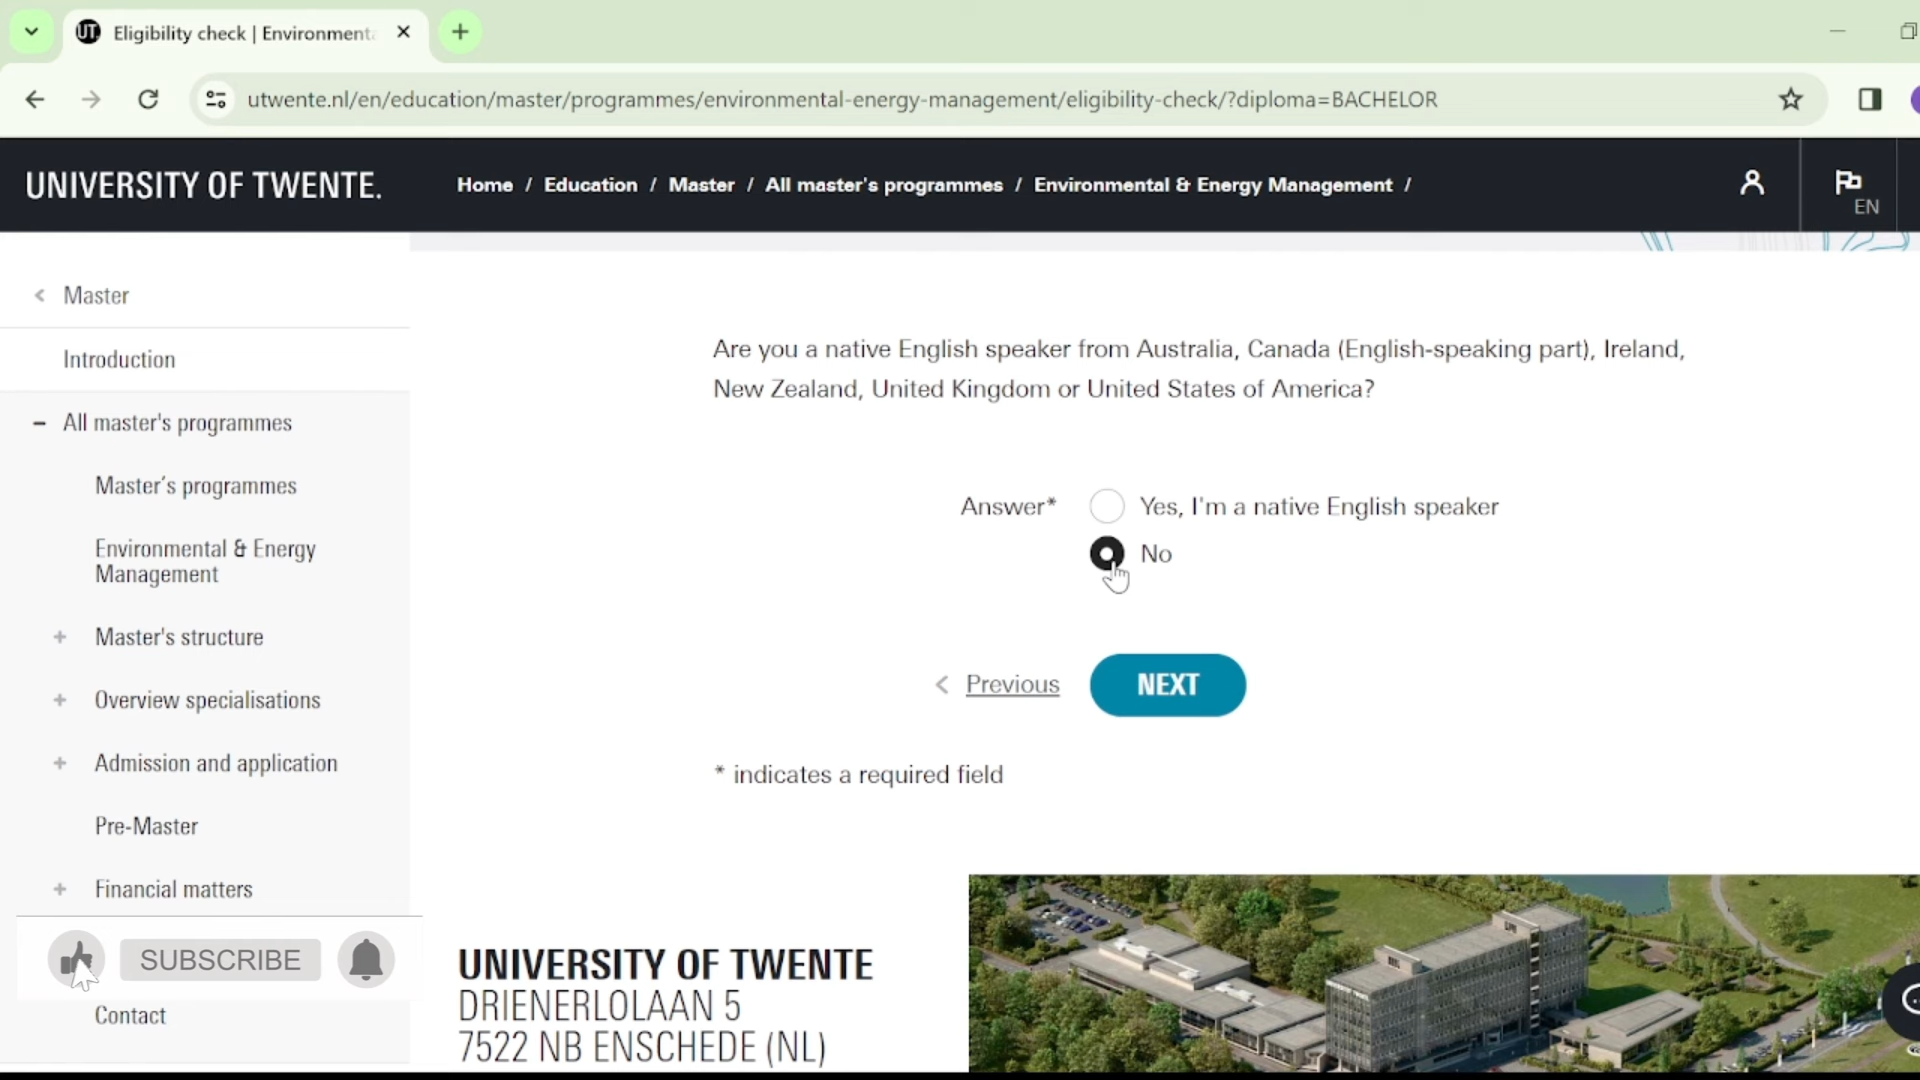 UT.
Eligibility check | Environment
utwente.nl/en/education/master/programmes/environmental-energy-management/eligibility-check/?diploma=BACHELOR
UNIVERSITY OF TWENTE.
Home / Education / Master / All master's programmes / Environmental & Energy Management /
EN
Master
Introduction
All master's programmes
Master's programmes
Environmental & Energy
Management
Master's structure
Overview specialisations
Admission and application
Pre-Master
Financial matters
SUBSCRIBE
Contact
Are you a native English speaker from Australia, Canada (English-speaking part), Ireland,
New Zealand, United Kingdom or United States of America?
Answer*
Yes, I'm a native English speaker
No
Previous
NEXT
* indicates a required field
UNIVERSITY OF TWENTE
DRIENERLOLAAN 5
7522 NB ENSCHEDE (NL)